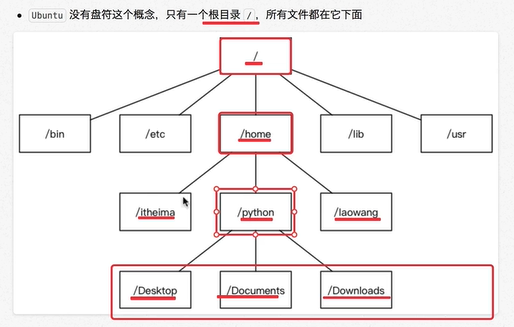 Ubuntu 没有盘符这个概念，只有一个根目录 /，所有文件都在它下面
/
/bin
/etc
/home
/lib
/usr
/itheima
/python
/laowang
/Desktop
/Documents
/Downloads